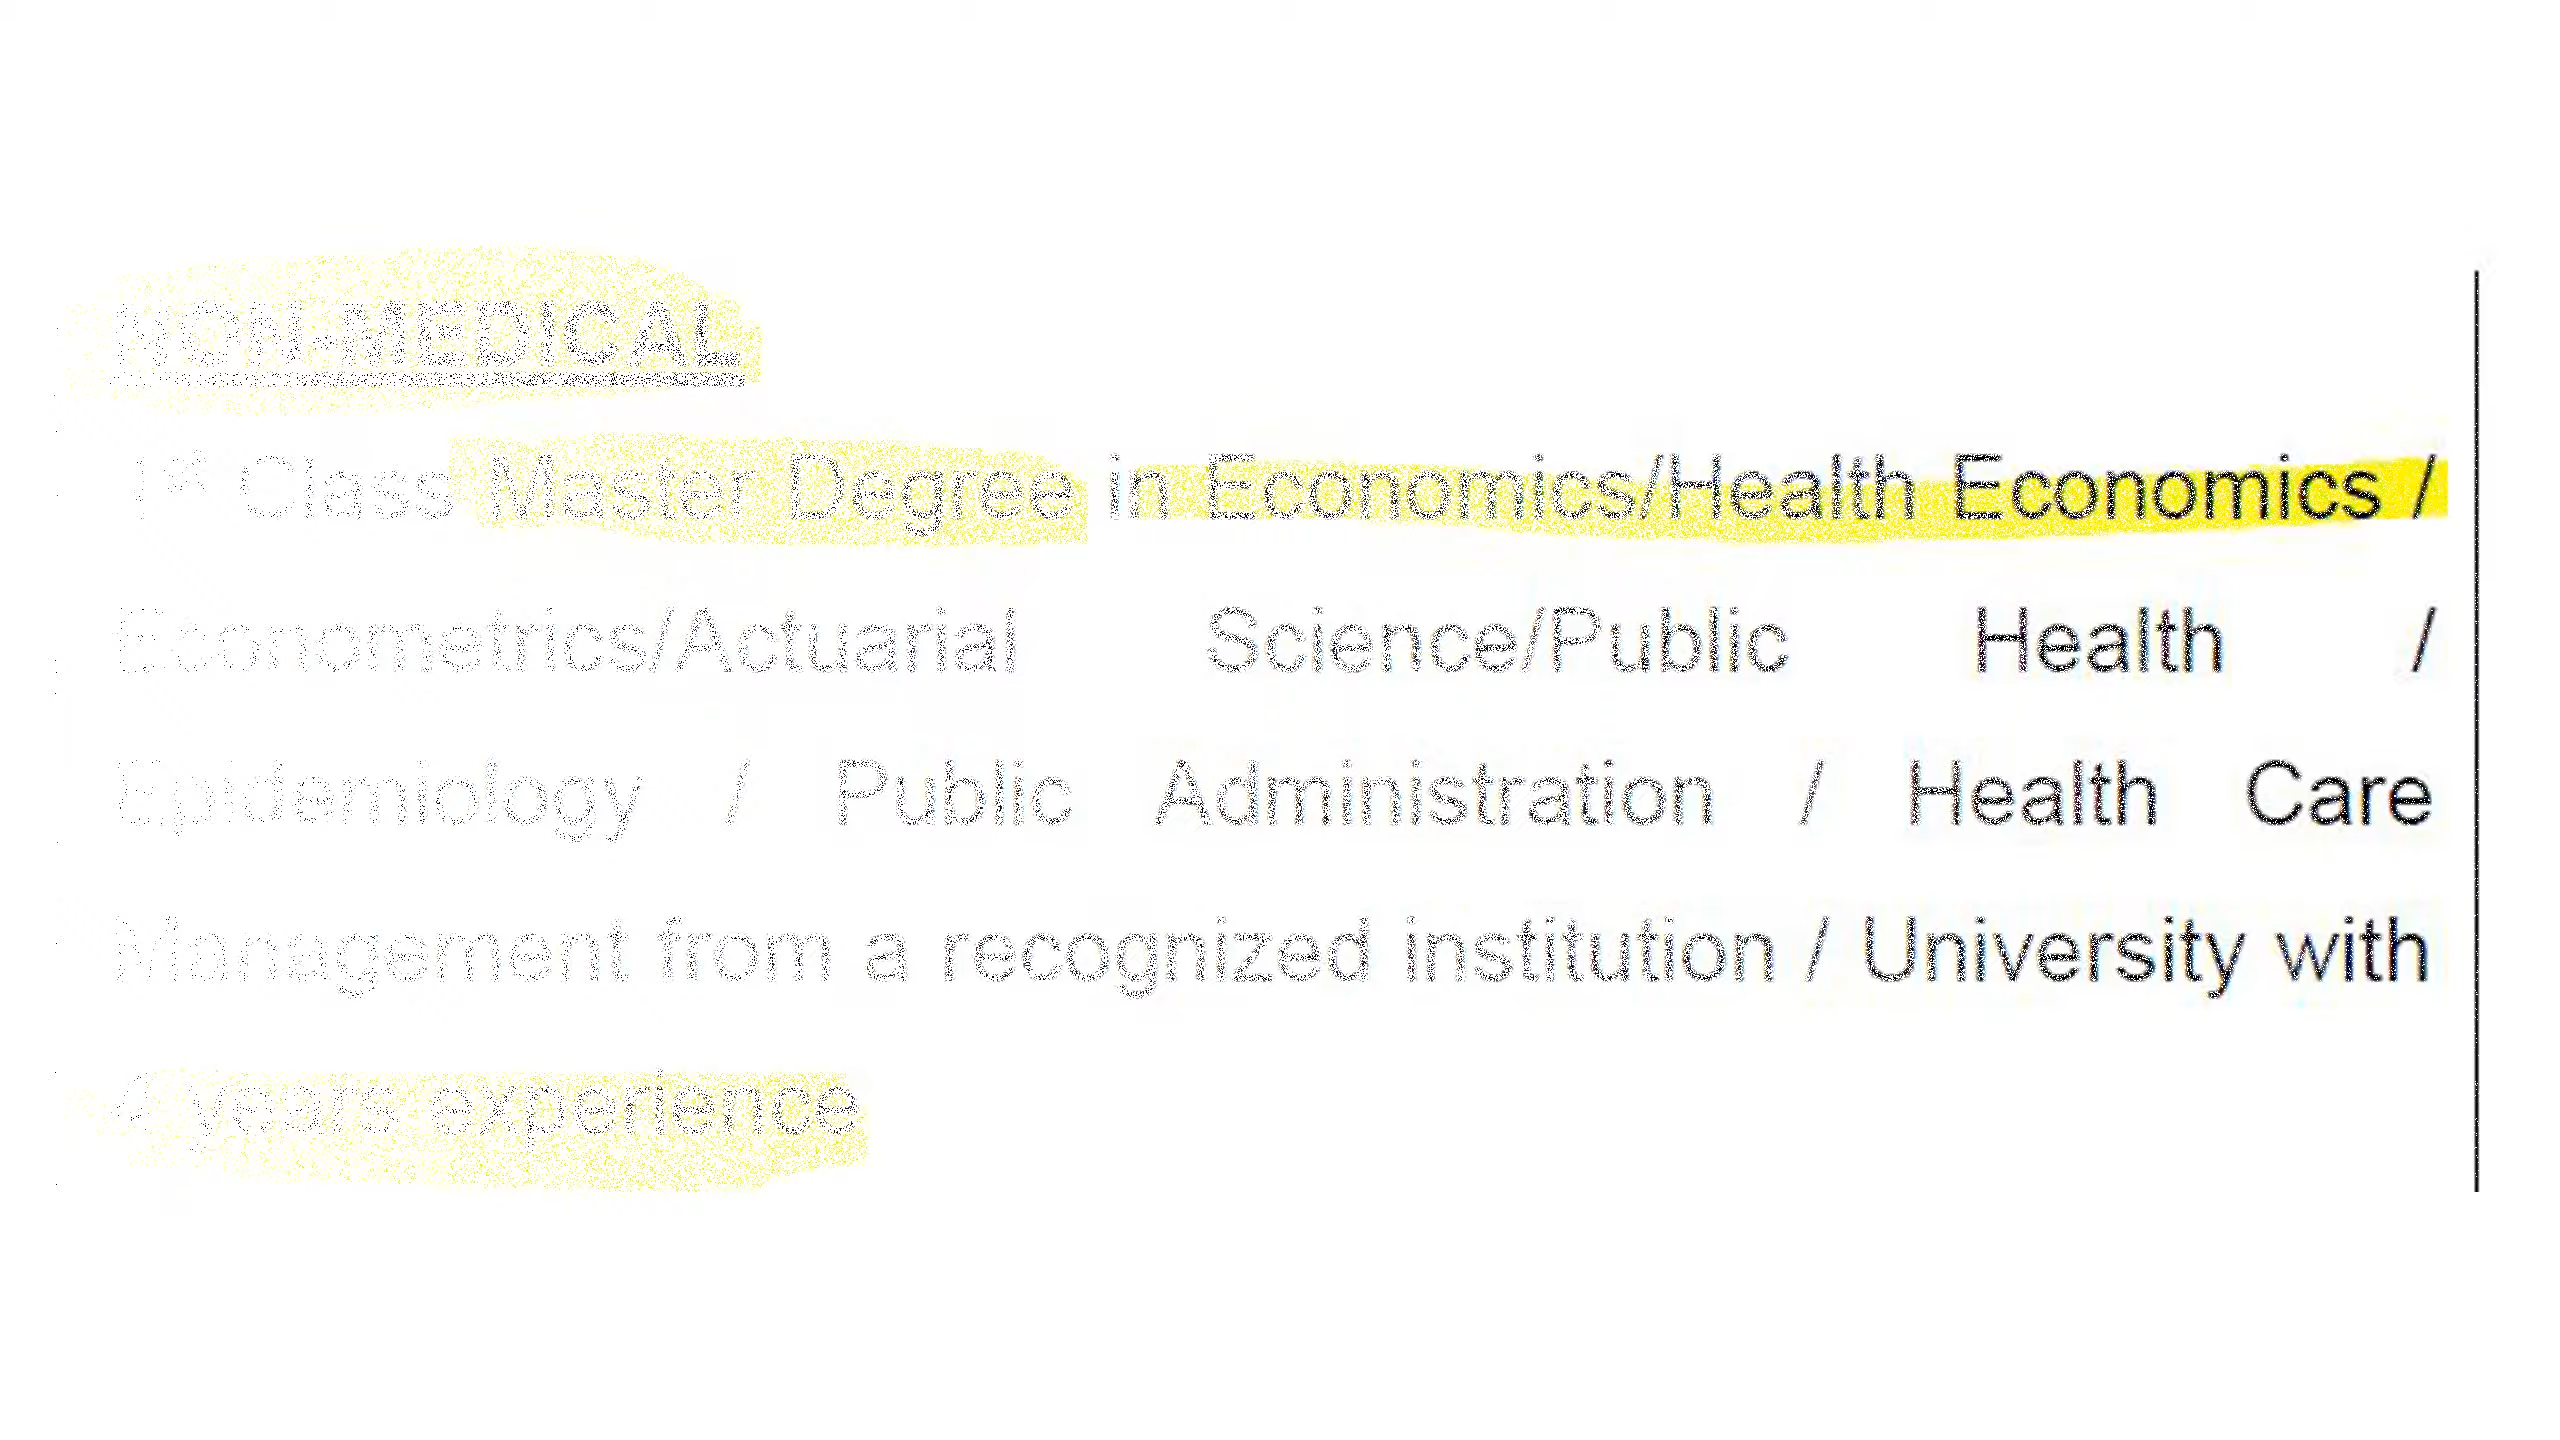 NON-MEDICAL
1st Class Master Degree in Economics/Health Economics /
Econometrics/Actuarial Science/Public Health /
Epidemiology / Public Administration / Health Care
Management from a recognized institution / University with
4 years experience